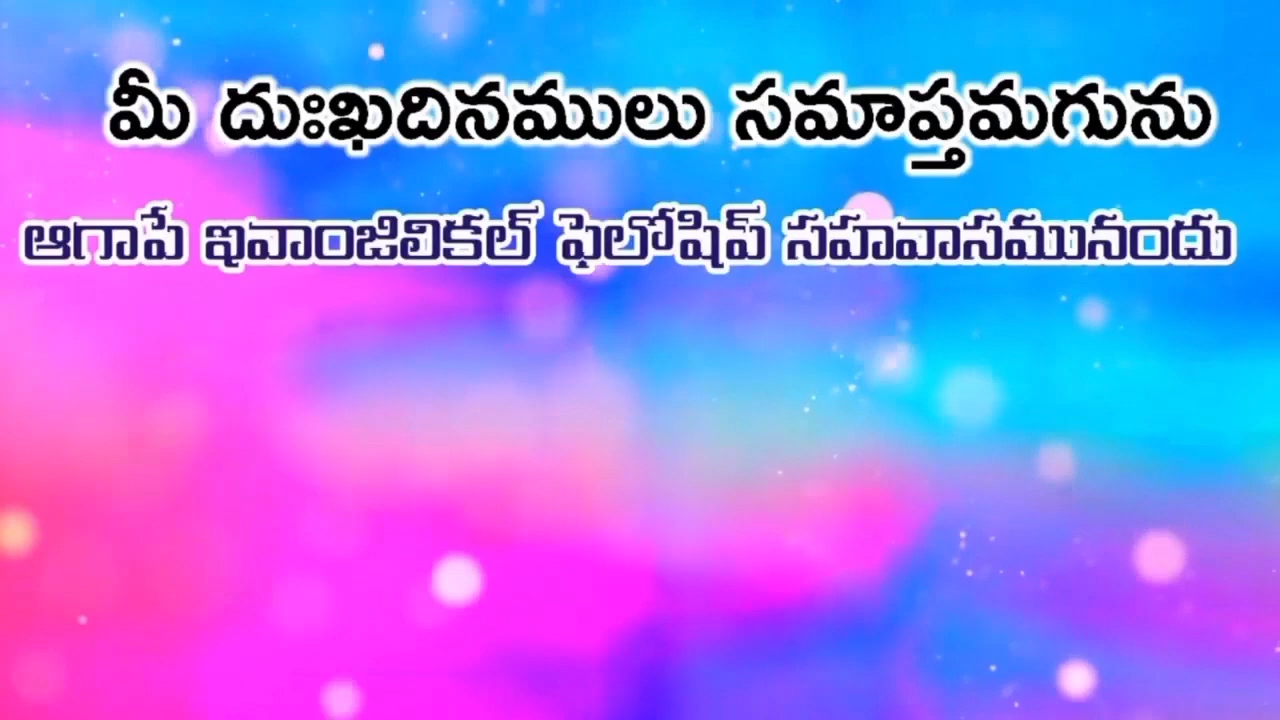 మీ దుఃఖదినములు సమాప్తమగును
ఆగాపే ఇవాంజిలికల్ ఫెలోషిప్ సహవాసమునందు